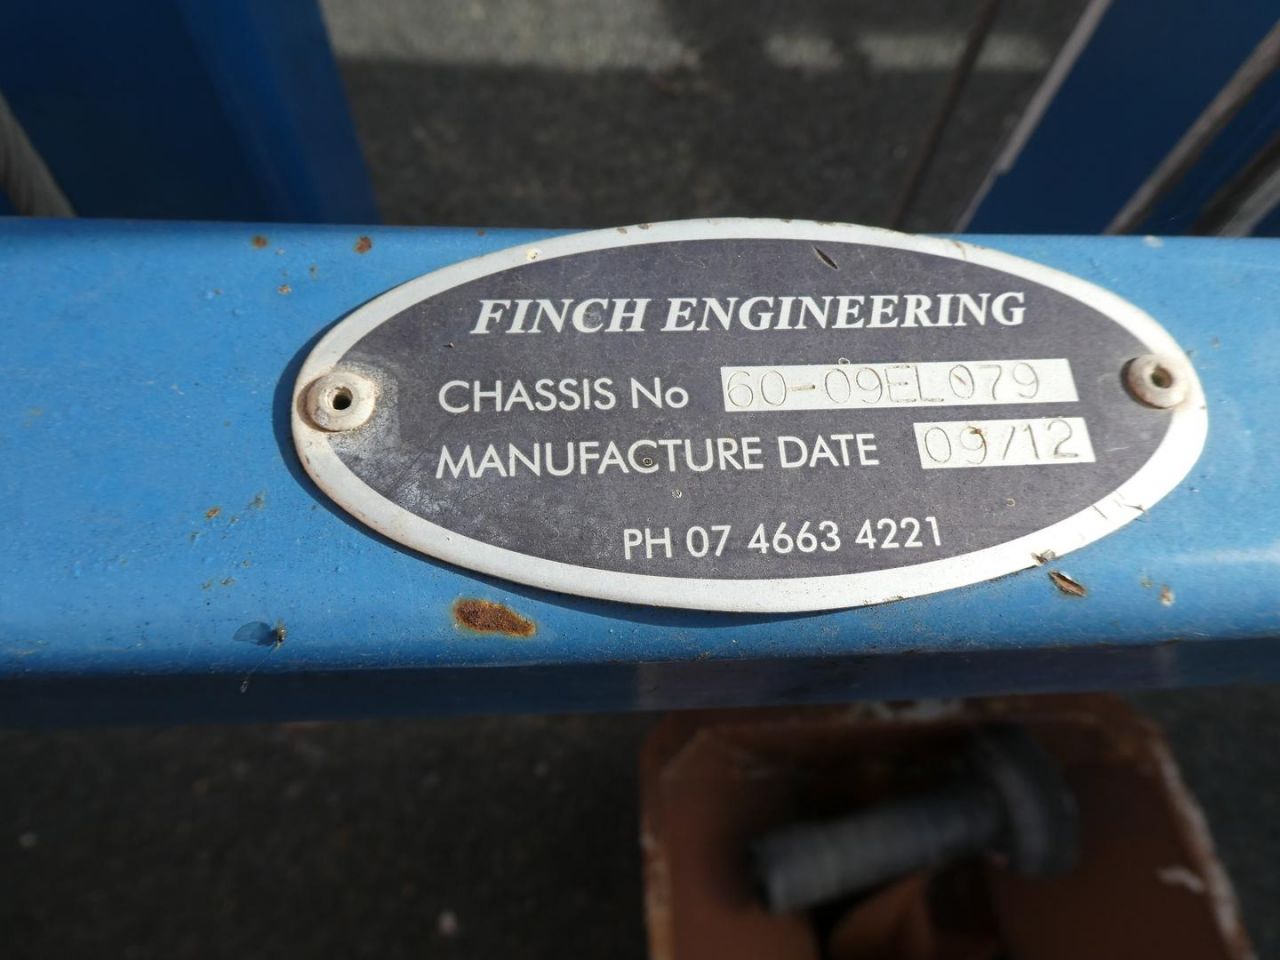 FINCH ENGINEERING
CHASSIS No 60-09EL079
MANUFACTURE DATE 09/12
PH 07 4663 4221